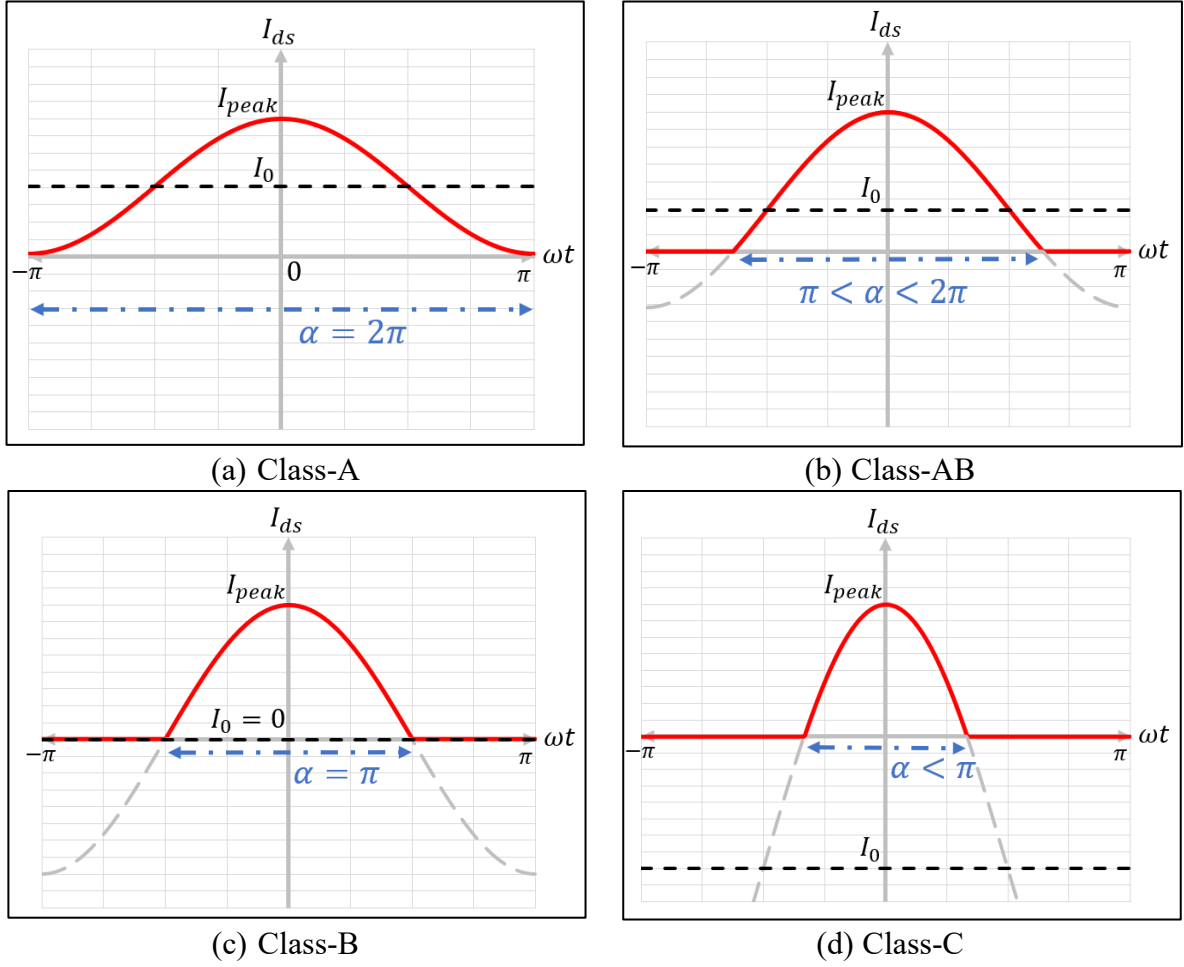 I_ds
I_peak
I_0
−π
0
π
ωt
α = 2π
(a) Class-A
I_ds
I_peak
I_0
−π
π
ωt
π < α < 2π
(b) Class-AB
I_ds
I_peak
I_0 = 0
−π
π
ωt
α = π
(c) Class-B
I_ds
I_peak
−π
π
ωt
α < π
I_0
(d) Class-C